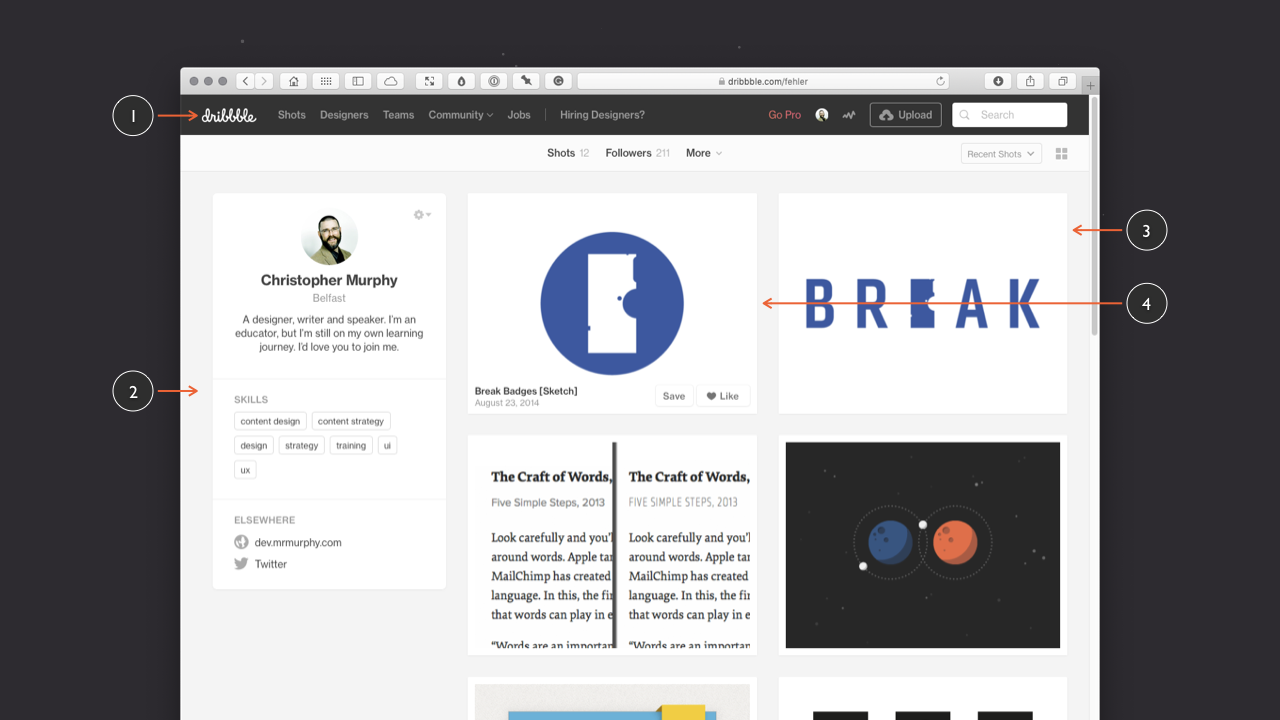 dribbble.com/fehler
1
dribbble Shots Designers Teams Community Jobs Hiring Designers? Go Pro Upload Search
Shots 12 Followers 211 More Recent Shots
Christopher Murphy
Belfast
A designer, writer and speaker. I'm an
educator, but I'm still on my own learning
journey. I'd love you to join me.
2
SKILLS
content design content strategy
design strategy training ui
ux
ELSEWHERE
dev.mrmurphy.com
Twitter
Break Badges [Sketch]
August 23, 2014
Save Like
BREAK
3
4
The Craft of Words,
Five Simple Steps, 2013
Look carefully and you'l
around words. Apple tar
MailChimp has created
language. In this, the fi
that words can play in e
“Words are an importan
The Craft of Words,
FIVE SIMPLE STEPS, 2013
Look carefully and you'l
around words. Apple tar
MailChimp has created
language. In this, the fir
that words can play in e
“Words are an importan